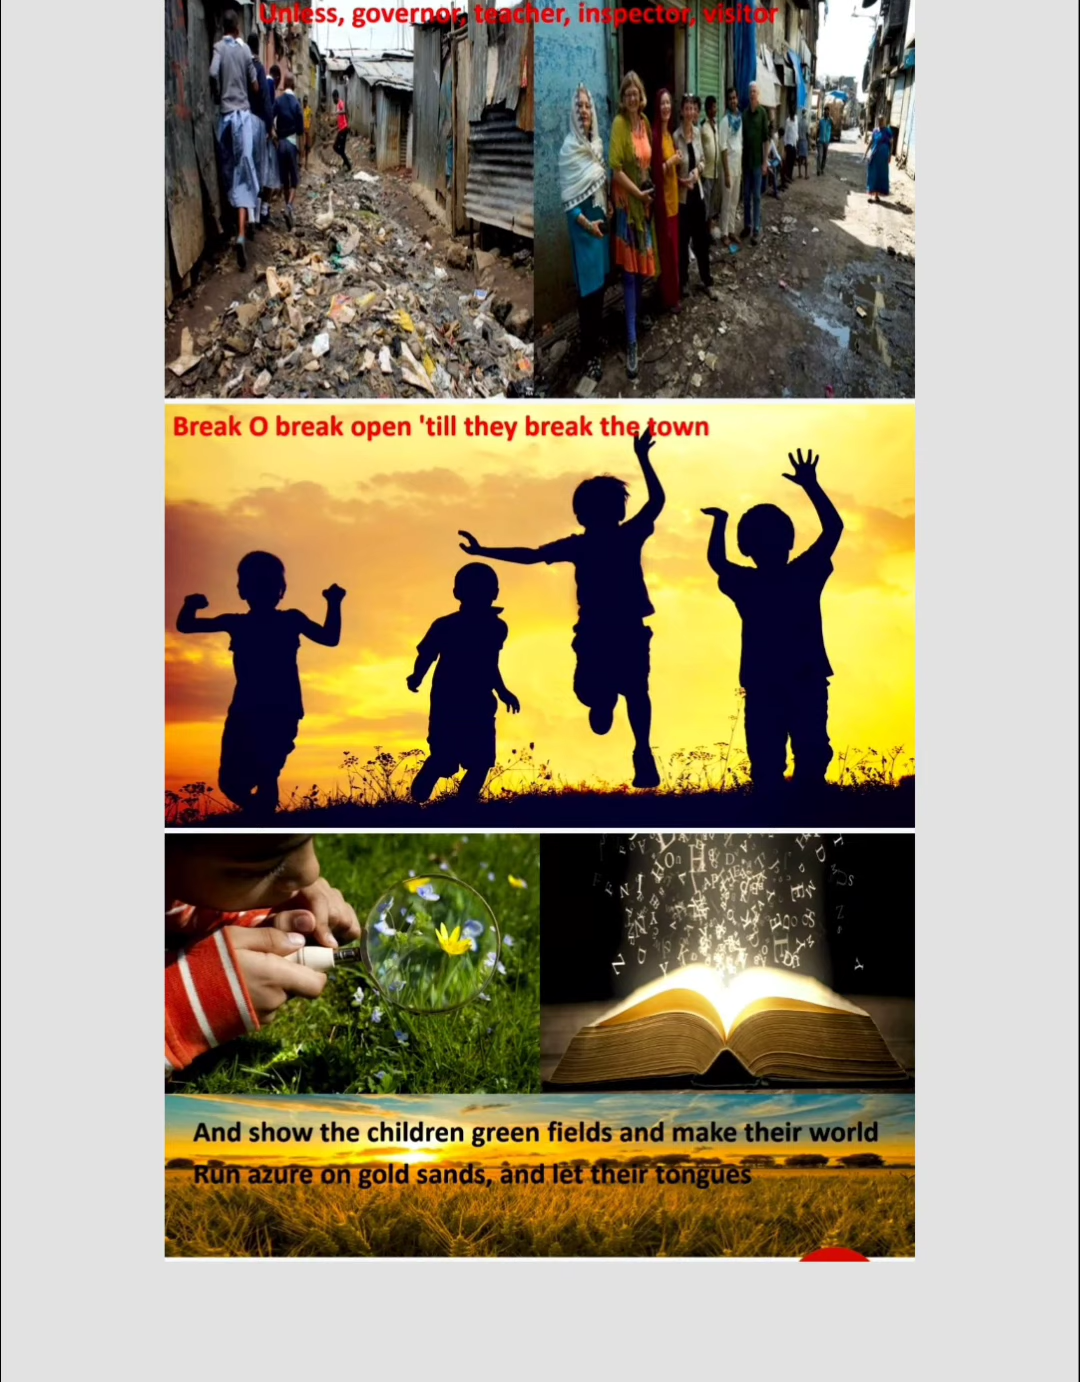 Unless, governor, teacher, inspector, visitor
Break O break open 'till they break the town
And show the children green fields and make their world
Run azure on gold sands, and let their tongues